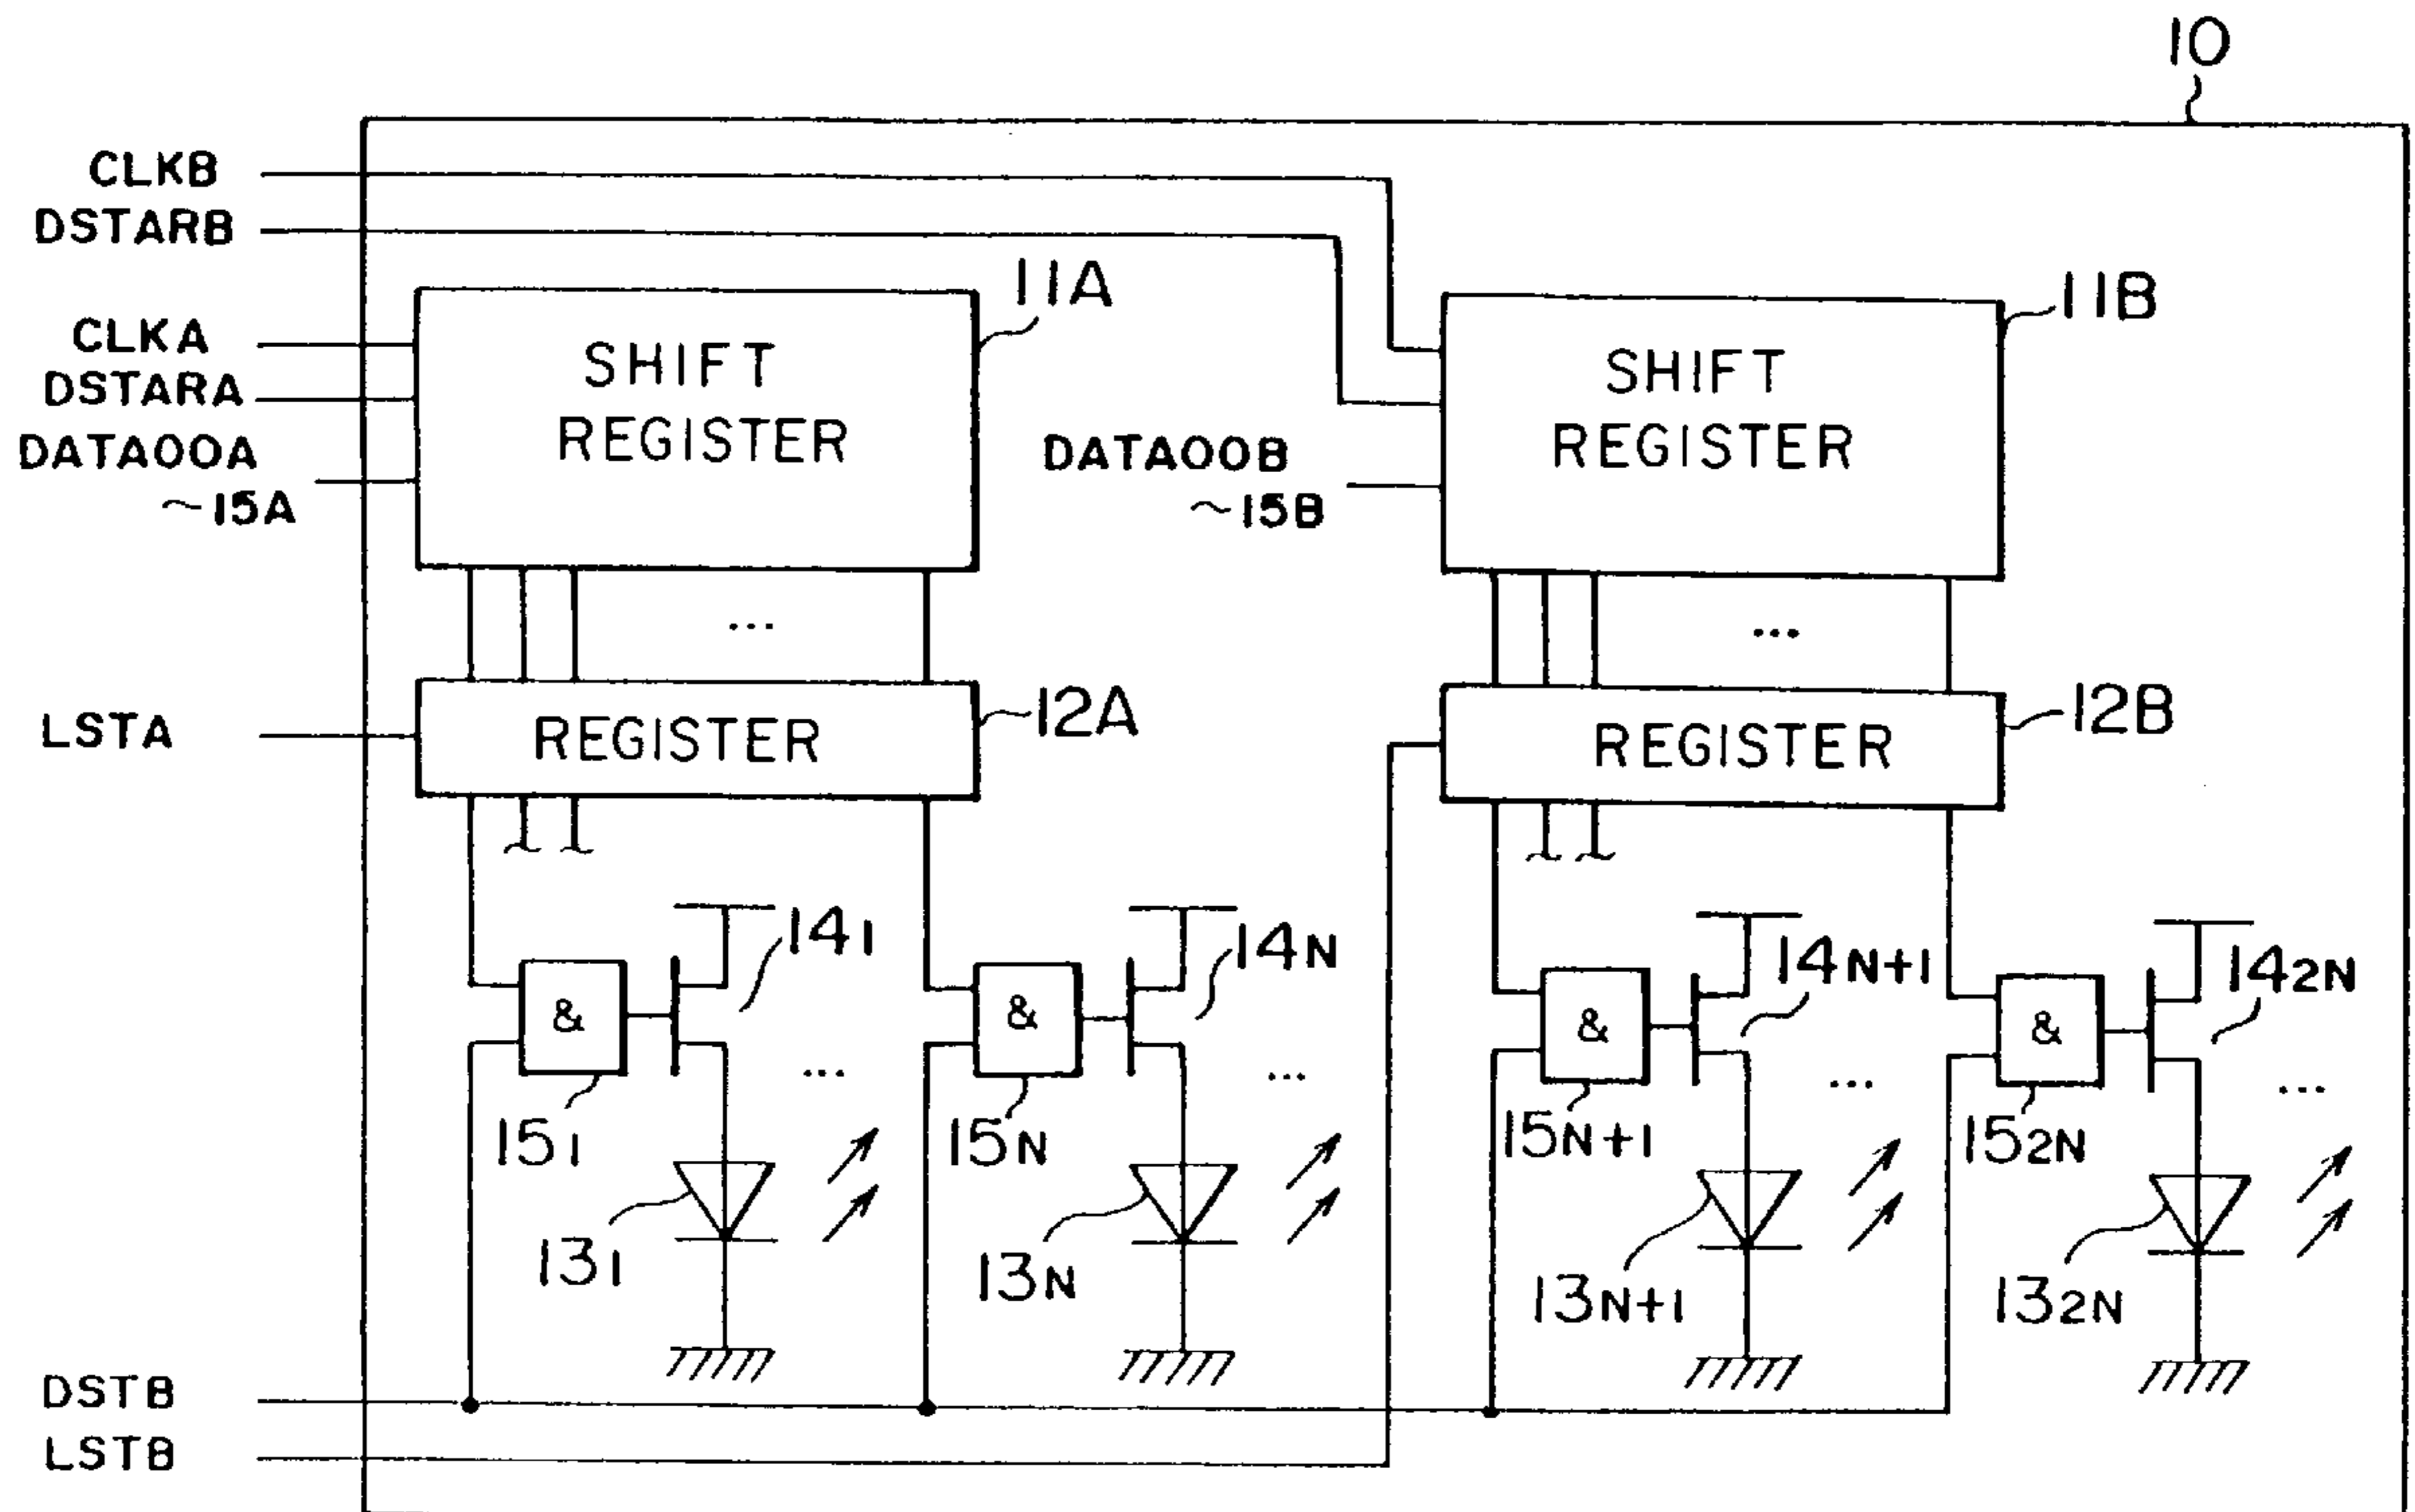 10
CLKB
DSTARB
11A
11B
CLKA
DSTARA
DATA00A
~15A
SHIFT
REGISTER
DATA00B
~15B
SHIFT
REGISTER
...
...
LSTA
REGISTER
12A
REGISTER
12B
14₁
14N
14N+1
14₂N
&
&
&
&
...
...
...
...
15₁
15N
15N+1
15₂N
13₁
13N
13N+1
13₂N
DSTB
LSTB